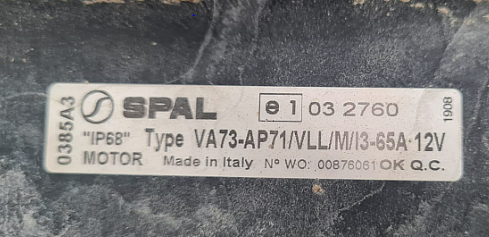 0385A3
SPAL e1 03 2760
"IP68" Type VA73-AP71/VLL/M/I3-65A·12V
MOTOR Made in Italy N° WO: 00876061 OK Q.C.
1908